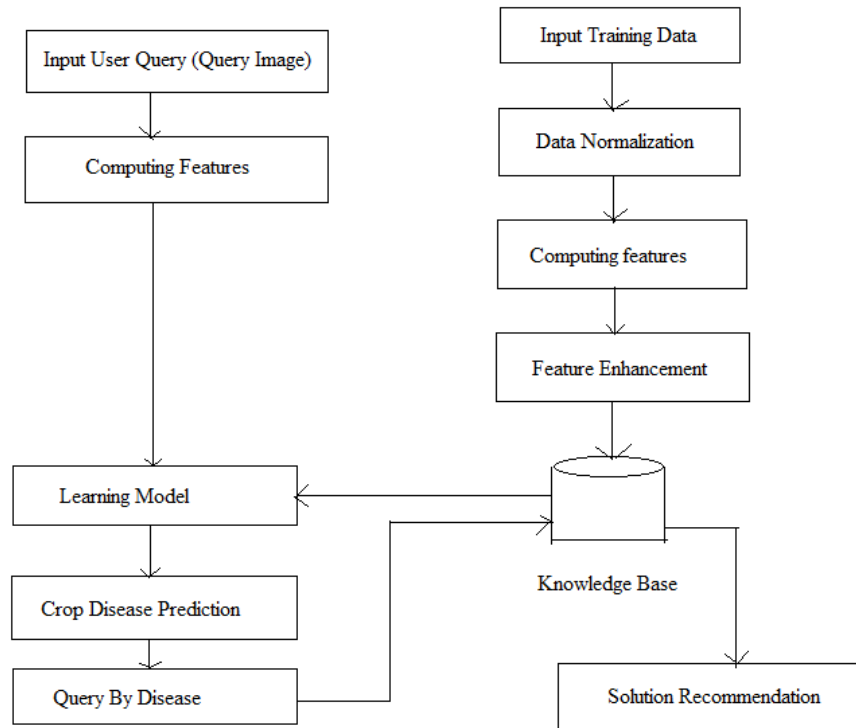 Input User Query (Query Image)
Computing Features
Learning Model
Crop Disease Prediction
Query By Disease
Input Training Data
Data Normalization
Computing features
Feature Enhancement
Knowledge Base
Solution Recommendation